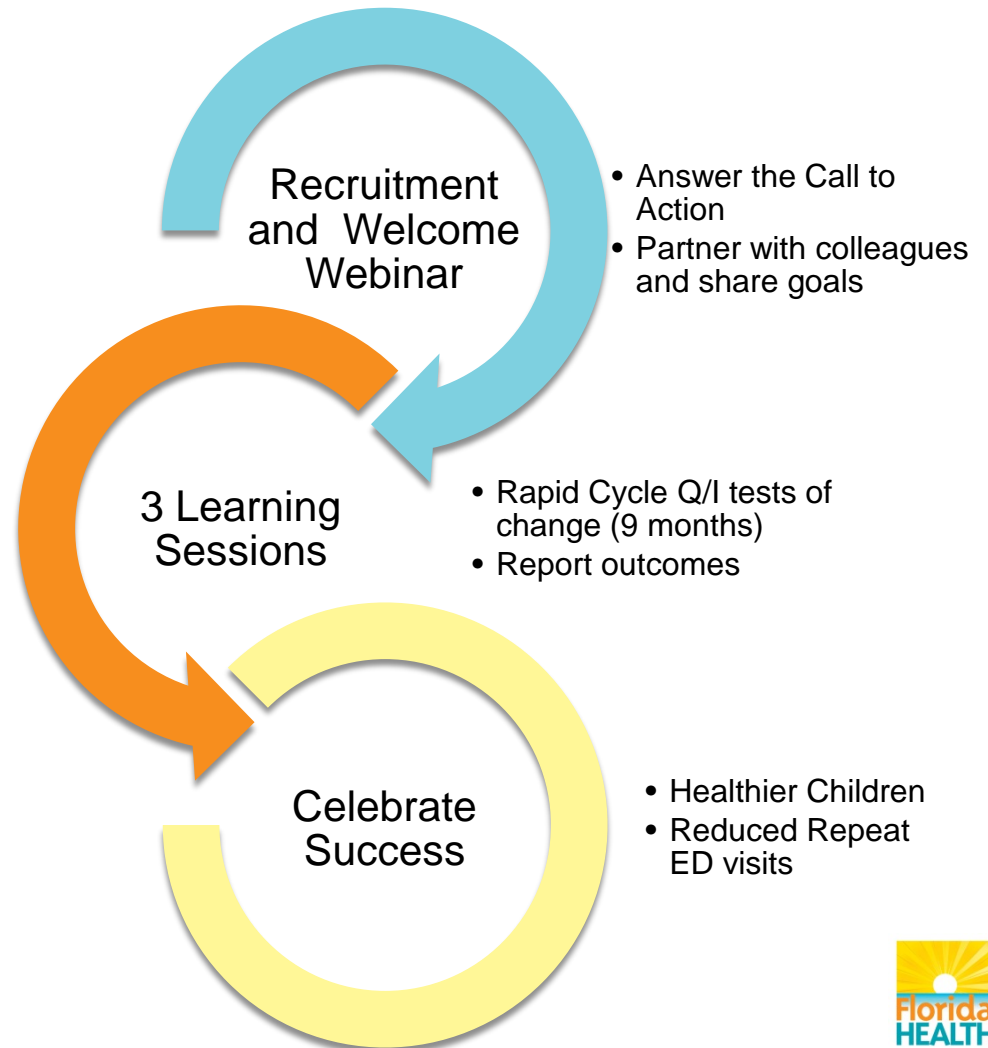 Recruitment
and Welcome
Webinar
• Answer the Call to
Action
• Partner with colleagues
and share goals
3 Learning
Sessions
• Rapid Cycle Q/I tests of
change (9 months)
• Report outcomes
Celebrate
Success
• Healthier Children
• Reduced Repeat
ED visits
Florida
HEALTH